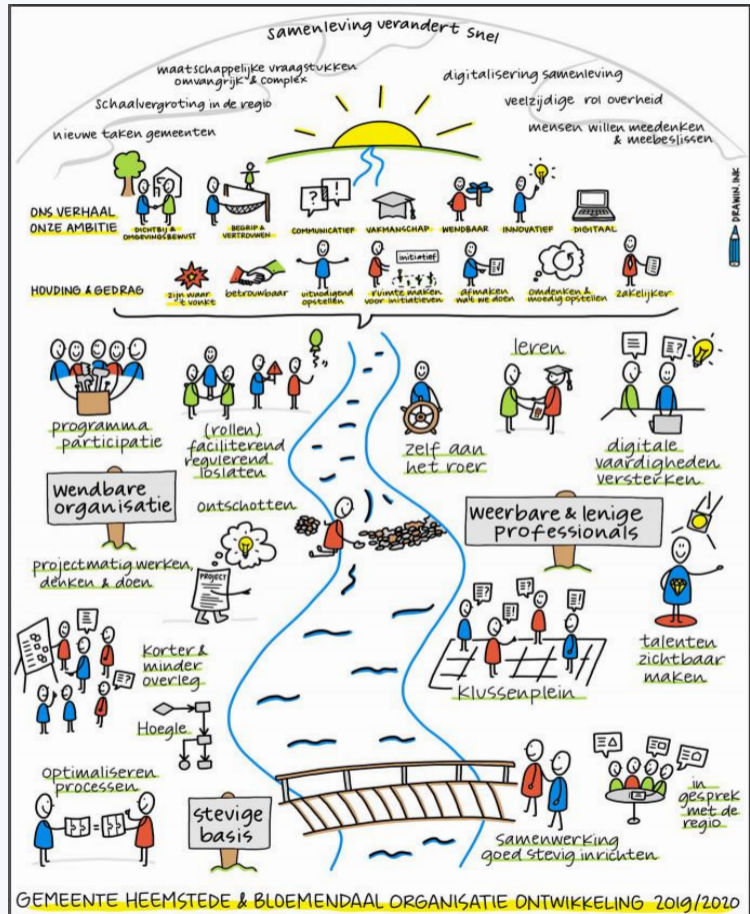 samenleving verandert snel
maatschappelijke vraagstukken
omvangrijk & complex
digitalisering samenleving
schaalvergroting in de regio
veelzijdige rol overheid
nieuwe taken gemeenten
mensen willen meedenken
& meebeslissen
DRAWIN.INK
ONS VERHAAL
ONZE AMBITIE
DICHTBIJ &
OMGEVINGSBEWUST
BEGRIP &
VERTROUWEN
COMMUNICATIEF
VAKMANSCHAP
WENDBAAR
INNOVATIEF
DIGITAAL
HOUDING & GEDRAG
zijn waar
't vonkt
betrouwbaar
uitnodigend
opstellen
initiatief
ruimte maken
voor initiatieven
afmaken
wat we doen
omdenken &
moedig opstellen
zakelijker
programma
participatie
(rollen)
faciliterend
regulerend
loslaten
zelf aan
het roer
leren
digitale
vaardigheden
versterken
wendbare
organisatie
ontschotten
weerbare & lenige
professionals
projectmatig werken,
denken & doen
PROJECT
talenten
zichtbaar
maken
korter &
minder
overleg
klussenplein
Hoegle
optimaliseren
processen
stevige
basis
samenwerking
goed stevig inrichten
in
gesprek
met de
regio
GEMEENTE HEEMSTEDE & BLOEMENDAAL ORGANISATIE ONTWIKKELING 2019/2020